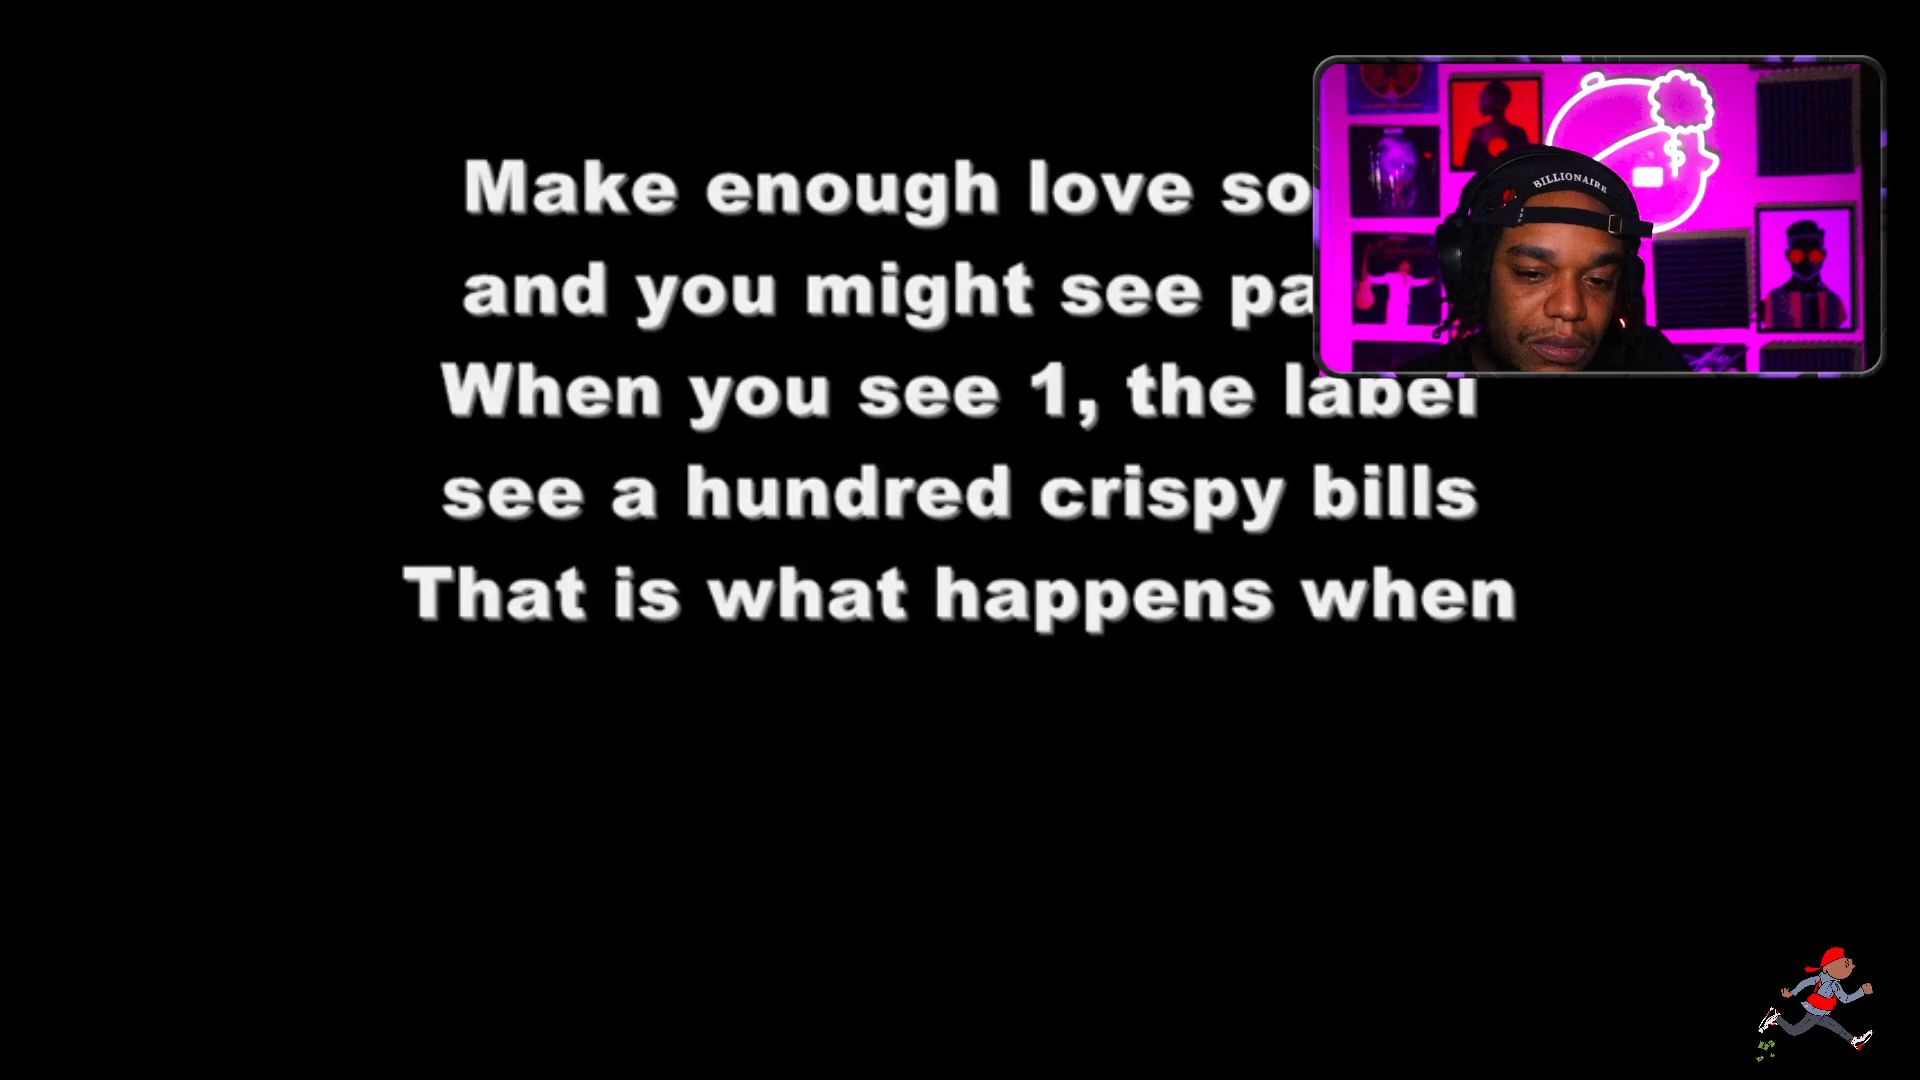 Make enough love so
and you might see
When you see 1, the label
see a hundred crispy bills
That is what happens when
BILLIONAIRE
$